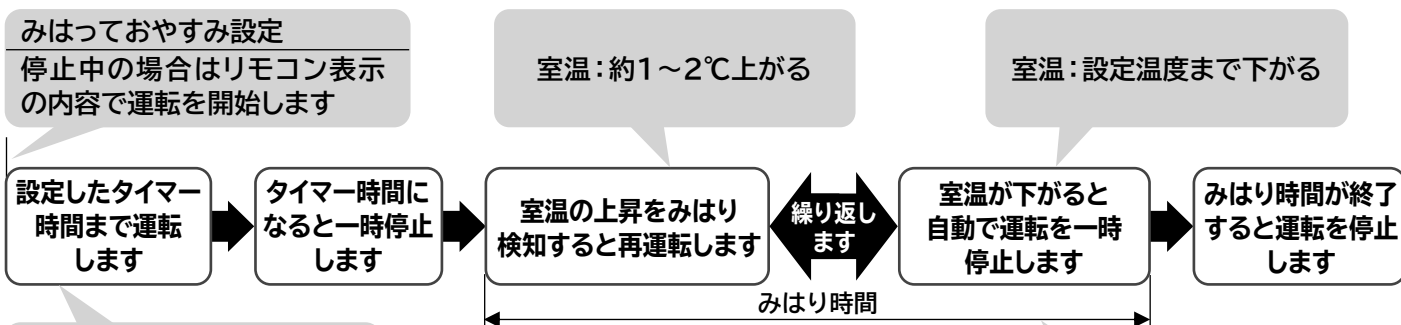 みはっておやすみ設定
停止中の場合はリモコン表示
の内容で運転を開始します
室温：約1～2℃上がる
室温：設定温度まで下がる
設定したタイマー
時間まで運転
します
タイマー時間に
なると一時停止
します
室温の上昇をみはり
検知すると再運転します
繰り返し
ます
室温が下がると
自動で運転を一時
停止します
みはり時間が終了
すると運転を停止
します
みはり時間